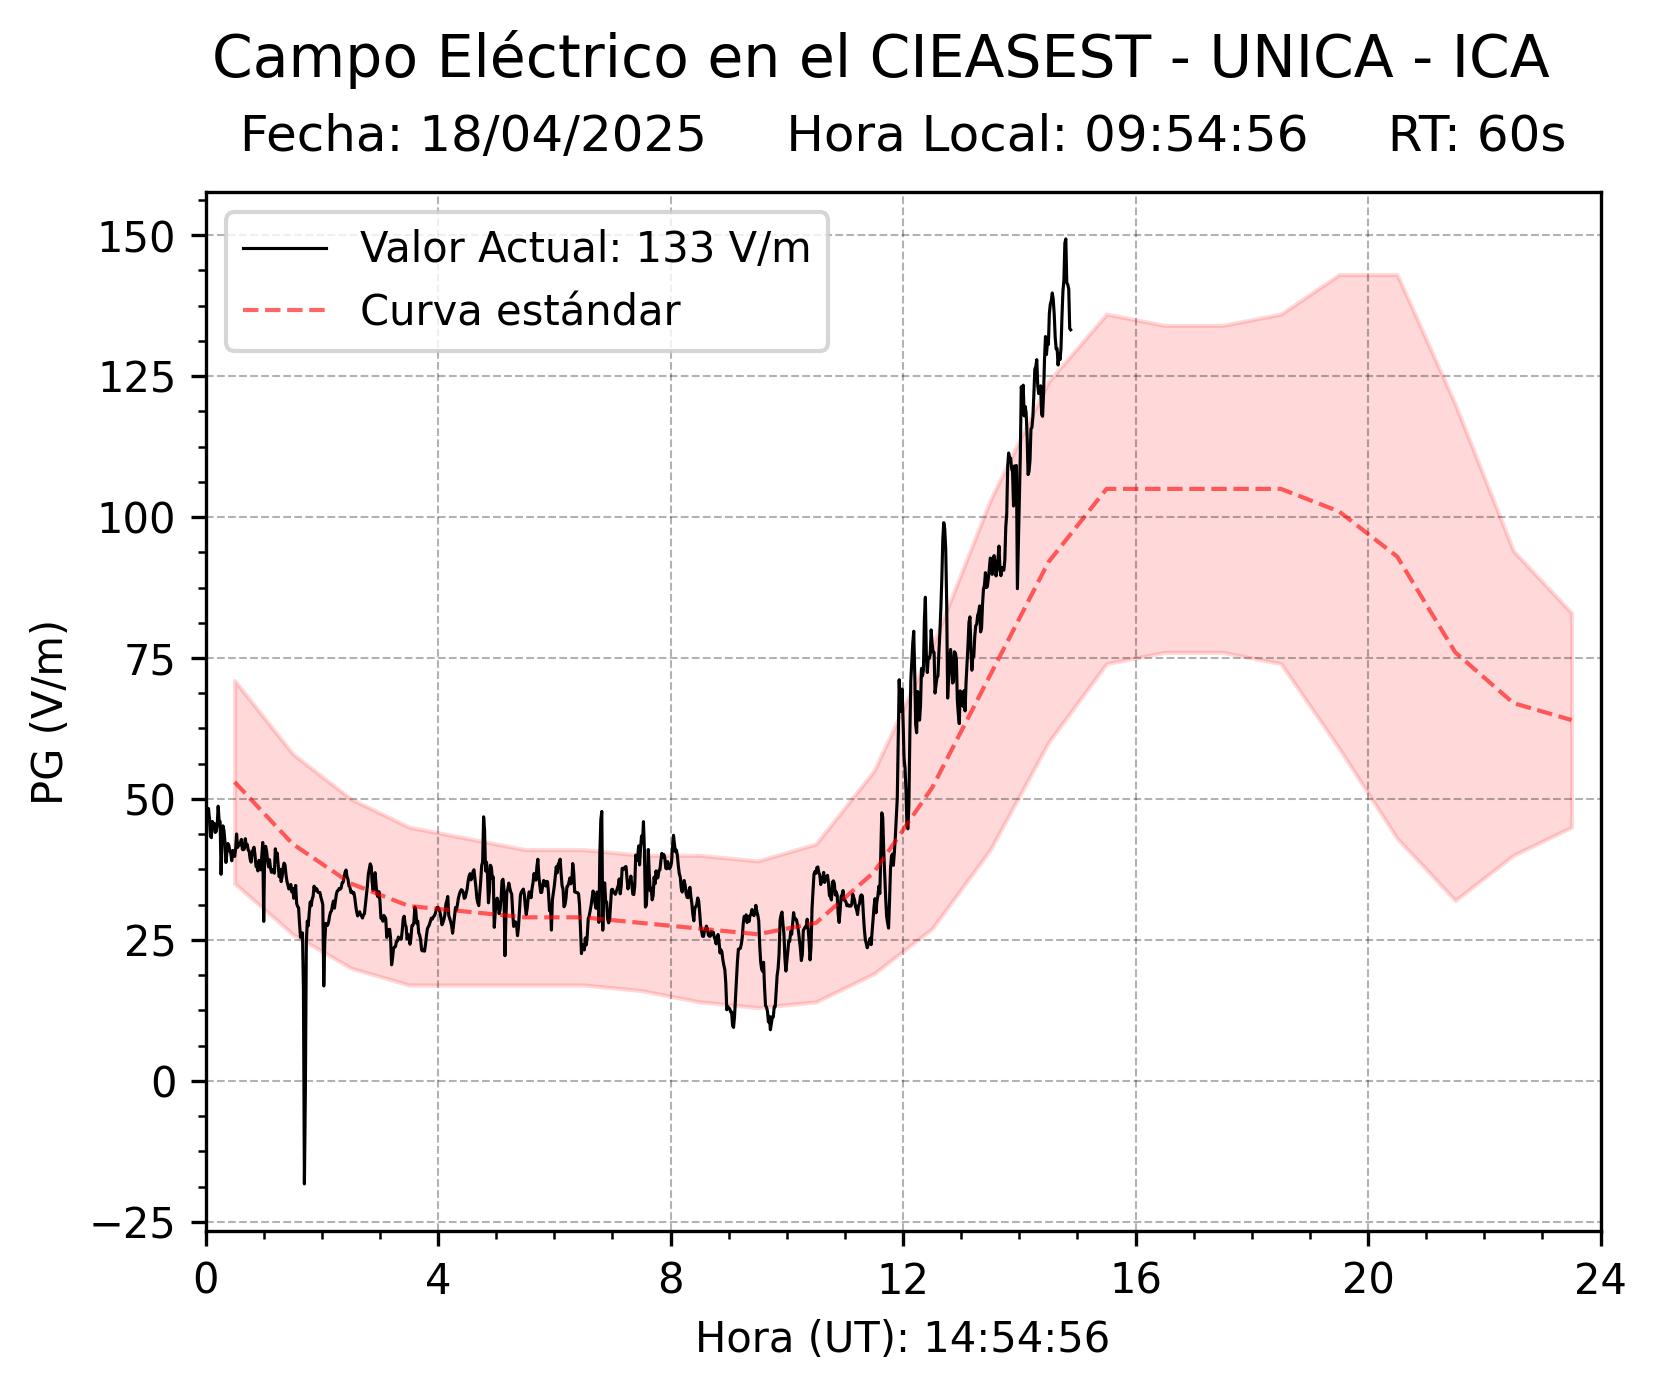 Campo Eléctrico en el CIEASEST - UNICA - ICA
Fecha: 18/04/2025 Hora Local: 09:54:56 RT: 60s
Valor Actual: 133 V/m
Curva estándar
150
125
100
75
50
25
0
−25
PG (V/m)
0 4 8 12 16 20 24
Hora (UT): 14:54:56